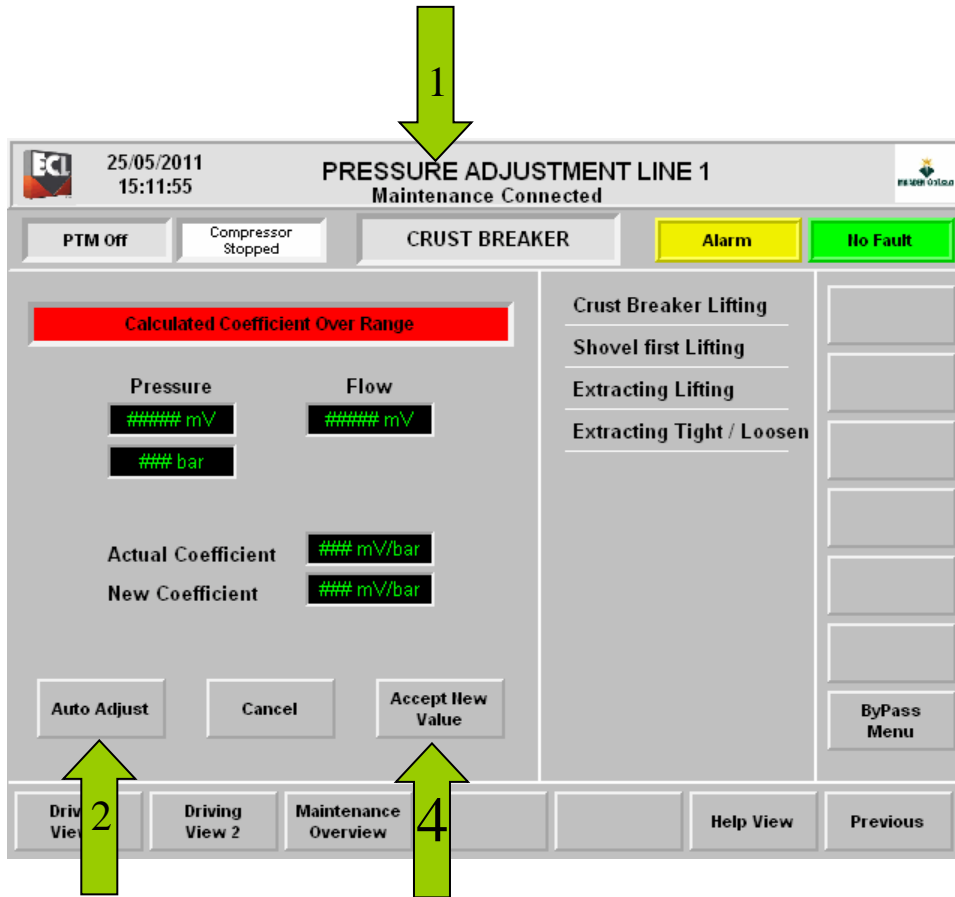 1
ECL
25/05/2011
15:11:55
PRESSURE ADJUSTMENT LINE 1
Maintenance Connected
PTM Off
Compressor
Stopped
CRUST BREAKER
Alarm
No Fault
Calculated Coefficient Over Range
Pressure
Flow
##### mV
##### mV
### bar
Actual Coefficient
### mV/bar
New Coefficient
### mV/bar
Crust Breaker Lifting
Shovel first Lifting
Extracting Lifting
Extracting Tight / Loosen
Auto Adjust
Cancel
Accept New
Value
ByPass
Menu
2
4
Driving
View 2
Maintenance
Overview
Help View
Previous